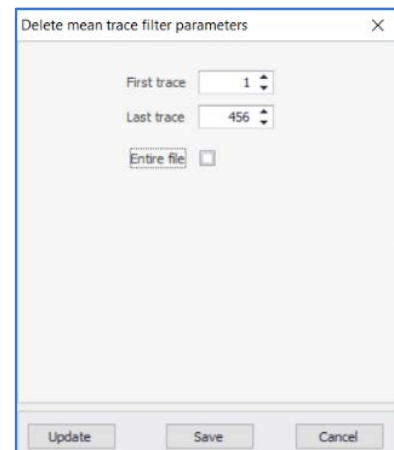 Delete mean trace filter parameters
First trace 1
Last trace 456
Entire file
Update Save Cancel